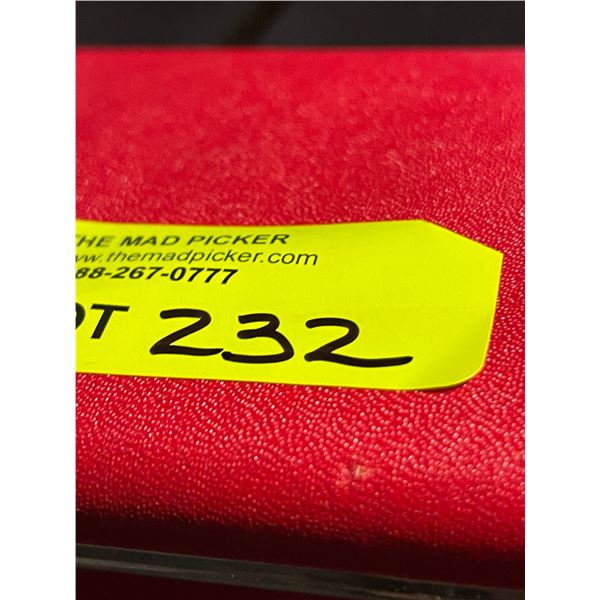 THE MAD PICKER
www.themadpicker.com
88-267-0777
OT 232